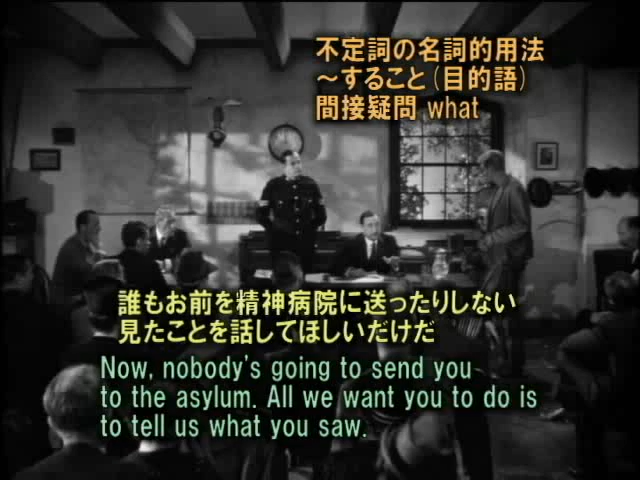 不定詞の名詞的用法
~すること(目的語)
間接疑問 what
誰もお前を精神病院に送ったりしない
見たことを話してほしいだけだ
Now, nobody's going to send you
to the asylum. All we want you to do is
to tell us what you saw.